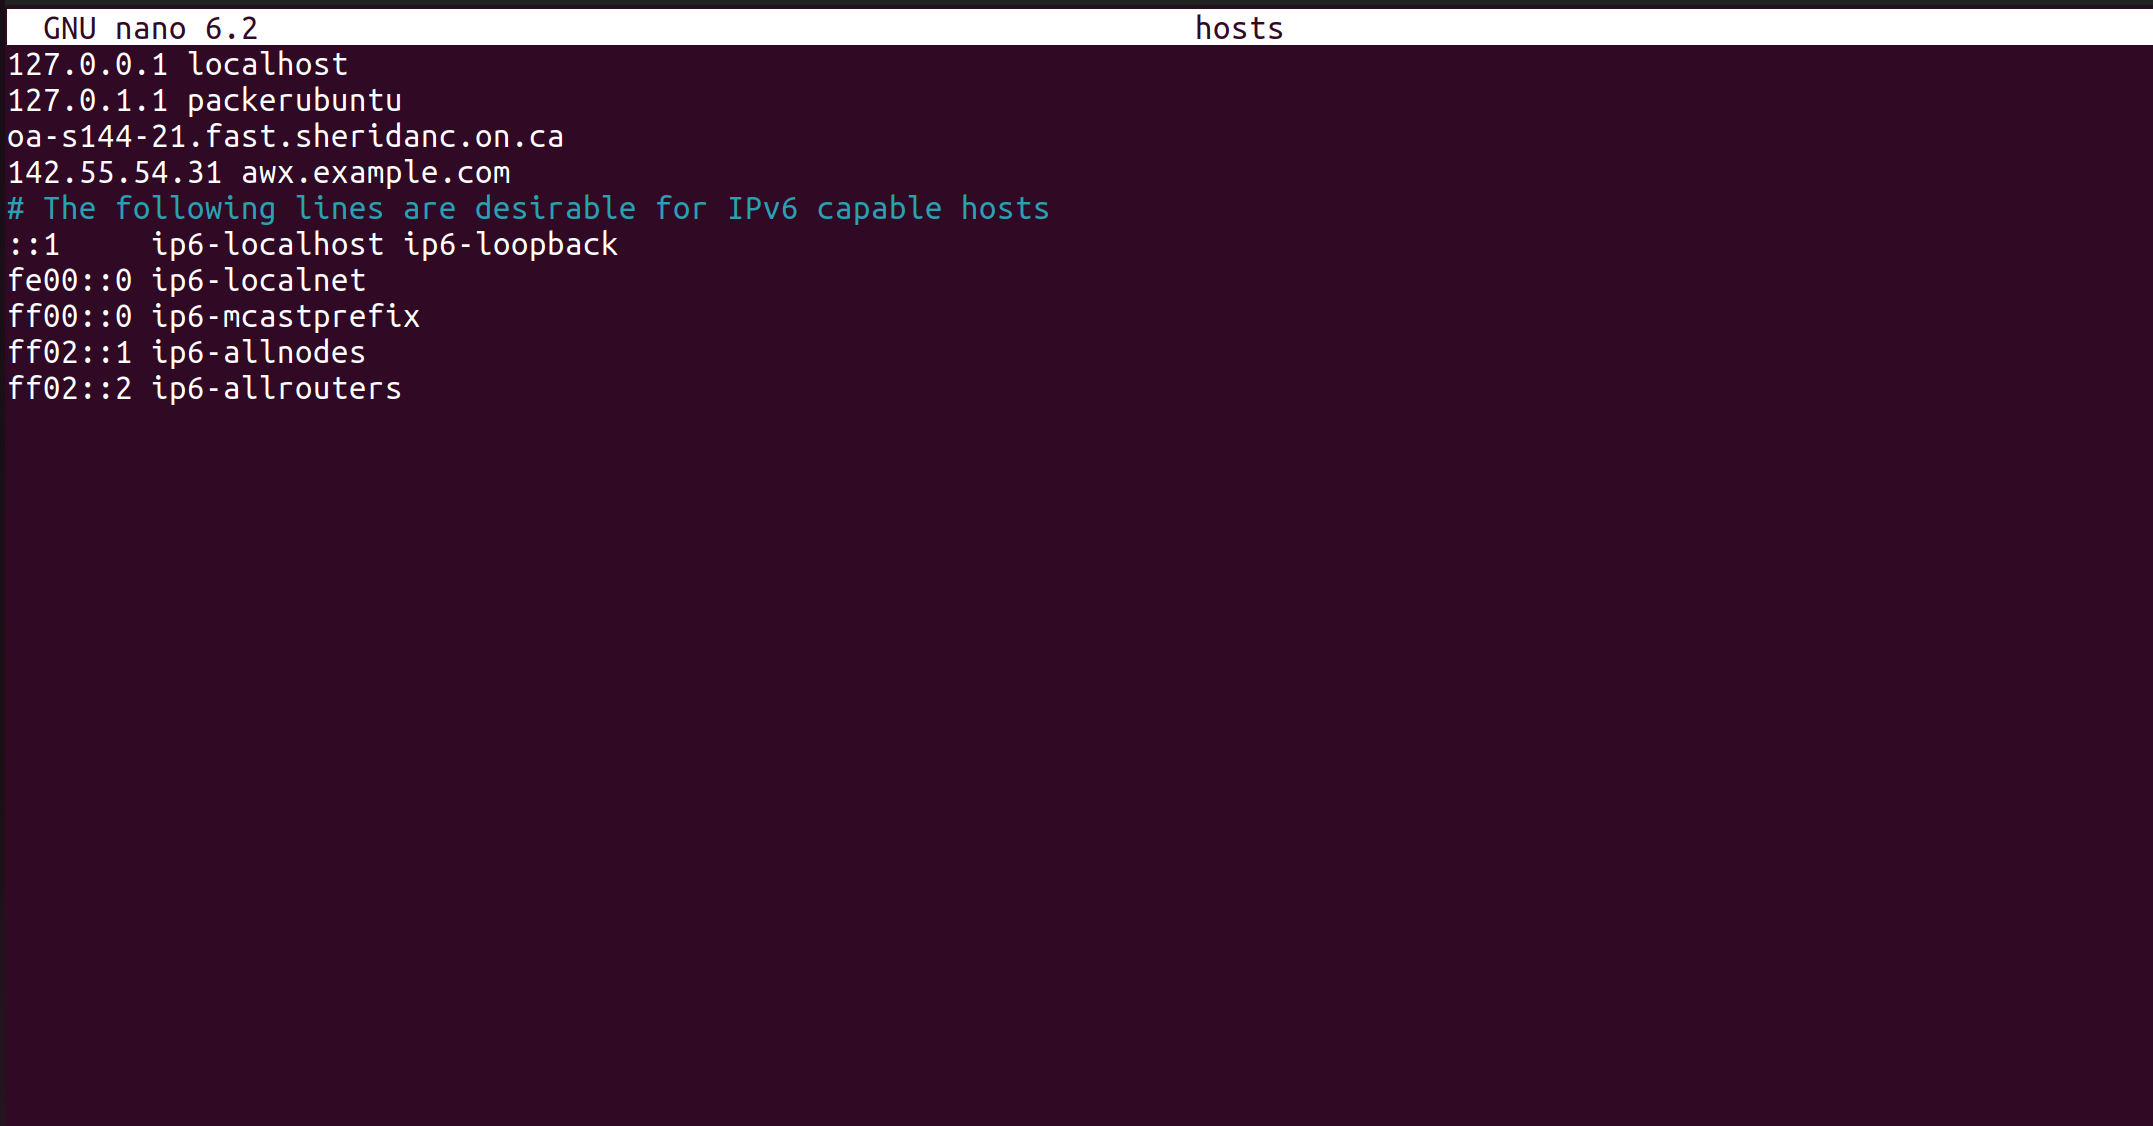 GNU nano 6.2 hosts
127.0.0.1 localhost
127.0.1.1 packerubuntu
oa-s144-21.fast.sheridanc.on.ca
142.55.54.31 awx.example.com
# The following lines are desirable for IPv6 capable hosts
::1     ip6-localhost ip6-loopback
fe00::0 ip6-localnet
ff00::0 ip6-mcastprefix
ff02::1 ip6-allnodes
ff02::2 ip6-allrouters